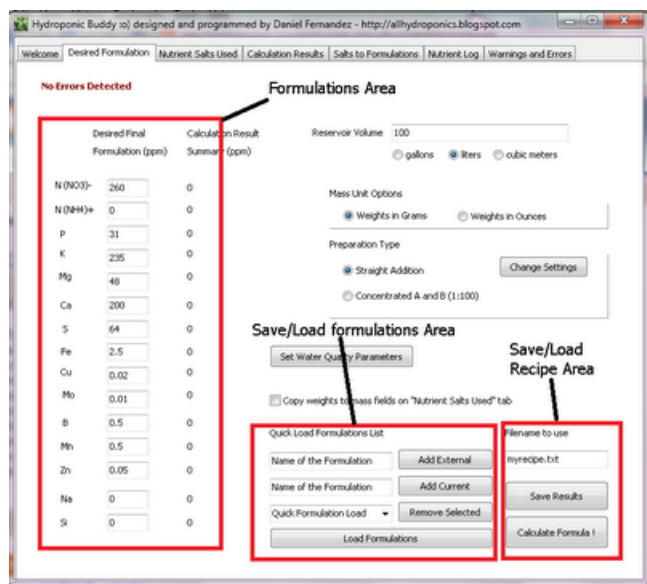 Hydroponic Buddy :o) designed and programmed by Daniel Fernandez - http://allhydroponics.blogspot.com
Welcome Desired Formulation Nutrient Salts Used Calculation Results Salts to Formulations Nutrient Log Warnings and Errors
No Errors Detected
Formulations Area
Desired Final Formulation (ppm)
Calculation Result Summary (ppm)
Reservoir Volume 100
gallons liters cubic meters
N (NO3)- 260 0
N (NH4)+ 0 0
P 31 0
K 235 0
Mg 48 0
Ca 200 0
S 64 0
Fe 2.5 0
Cu 0.02 0
Mo 0.01 0
B 0.5 0
Mn 0.5 0
Zn 0.05 0
Na 0 0
Si 0 0
Mass Unit Options
Weights in Grams Weights in Ounces
Preparation Type
Straight Addition Change Settings
Concentrated A and B (1:100)
Save/Load formulations Area
Set Water Quality Parameters
Save/Load
Recipe Area
Copy weights to mass fields on "Nutrient Salts Used" tab
Quick Load Formulations List
Name of the Formulation Add External
Name of the Formulation Add Current
Quick Formulation Load Remove Selected
Load Formulations
Filename to use
myrecipe.txt
Save Results
Calculate Formula !